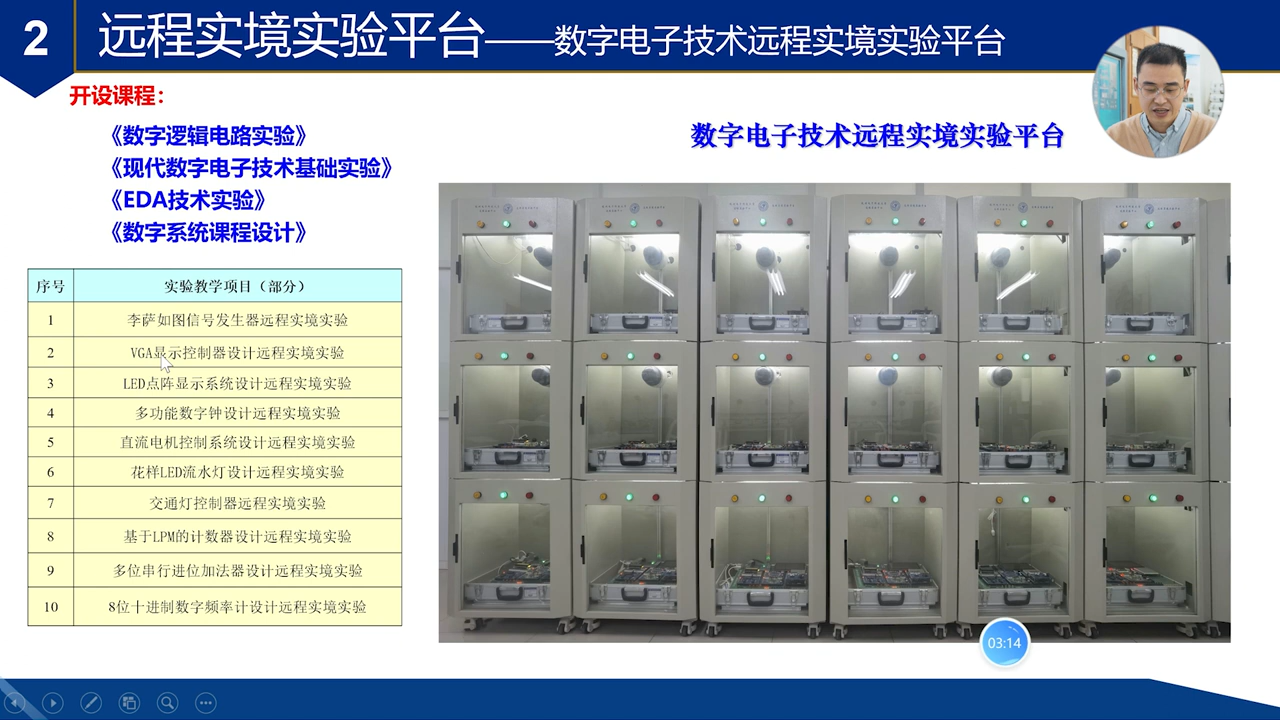 2
远程实境实验平台——数字电子技术远程实境实验平台
开设课程：
《数字逻辑电路实验》
《现代数字电子技术基础实验》
《EDA技术实验》
《数字系统课程设计》
数字电子技术远程实境实验平台
序号 实验教学项目（部分）
1 李萨如图信号发生器远程实境实验
2 VGA显示控制器设计远程实境实验
3 LED点阵显示系统设计远程实境实验
4 多功能数字钟设计远程实境实验
5 直流电机控制系统设计远程实境实验
6 花样LED流水灯设计远程实境实验
7 交通灯控制器远程实境实验
8 基于LPM的计数器设计远程实境实验
9 多位串行进位加法器设计远程实境实验
10 8位十进制数字频率计设计远程实境实验
03:14